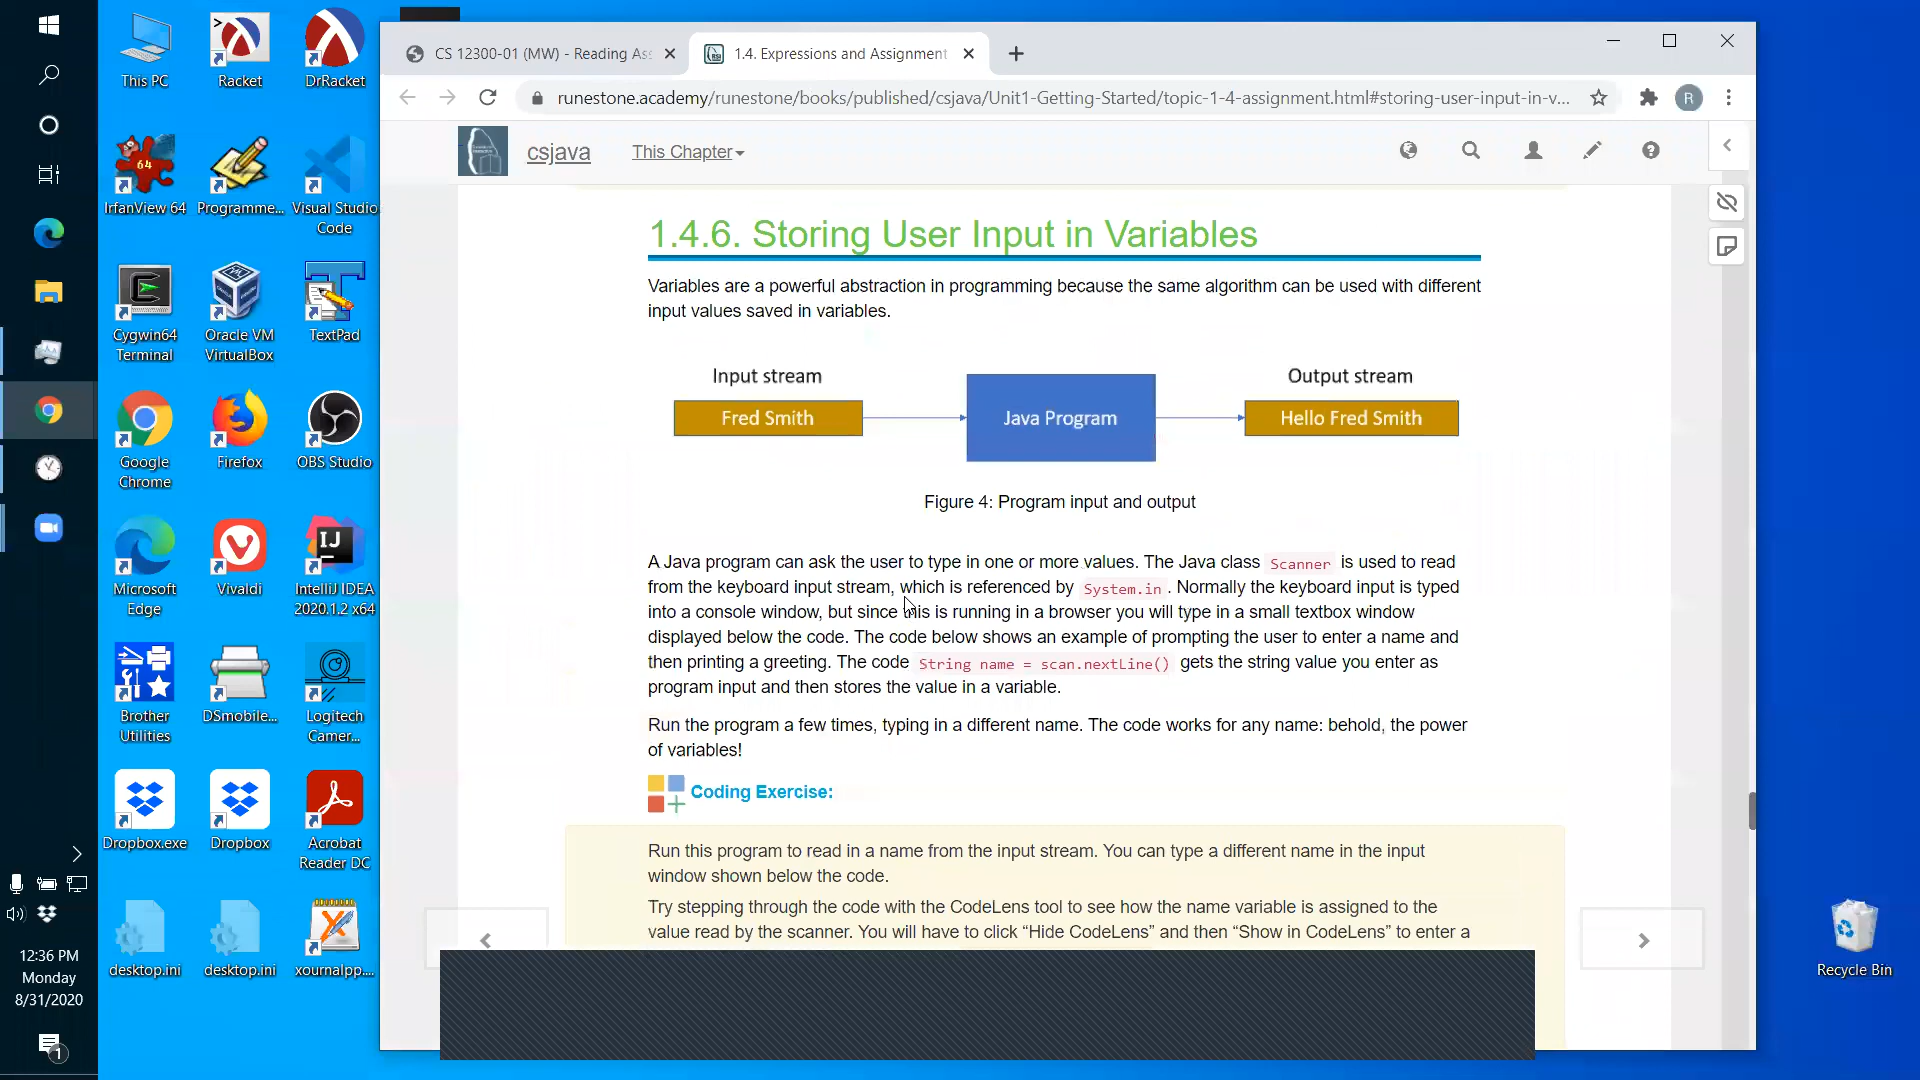 This PC
Racket
DrRacket
IrfanView 64
Programme...
Visual Studio
Code
Cygwin64
Terminal
Oracle VM
VirtualBox
TextPad
Google
Chrome
Firefox
OBS Studio
Microsoft
Edge
Vivaldi
IntelliJ IDEA
2020.1.2 x64
Brother
Utilities
DSmobile...
Logitech
Camer...
Dropbox.exe
Dropbox
Acrobat
Reader DC
desktop.ini
desktop.ini
xournalpp....
12:36 PM
Monday
8/31/2020
1
CS 12300-01 (MW) - Reading Ass
1.4. Expressions and Assignment
runestone.academy/runestone/books/published/csjava/Unit1-Getting-Started/topic-1-4-assignment.html#storing-user-input-in-v...
R
csjava
This Chapter
1.4.6. Storing User Input in Variables
Variables are a powerful abstraction in programming because the same algorithm can be used with different
input values saved in variables.
Input stream
Output stream
Fred Smith
Java Program
Hello Fred Smith
Figure 4: Program input and output
A Java program can ask the user to type in one or more values. The Java class Scanner is used to read
from the keyboard input stream, which is referenced by System.in. Normally the keyboard input is typed
into a console window, but since this is running in a browser you will type in a small textbox window
displayed below the code. The code below shows an example of prompting the user to enter a name and
then printing a greeting. The code String name = scan.nextLine() gets the string value you enter as
program input and then stores the value in a variable.
Run the program a few times, typing in a different name. The code works for any name: behold, the power
of variables!
Coding Exercise:
Run this program to read in a name from the input stream. You can type a different name in the input
window shown below the code.
Try stepping through the code with the CodeLens tool to see how the name variable is assigned to the
value read by the scanner. You will have to click “Hide CodeLens” and then “Show in CodeLens” to enter a
Recycle Bin